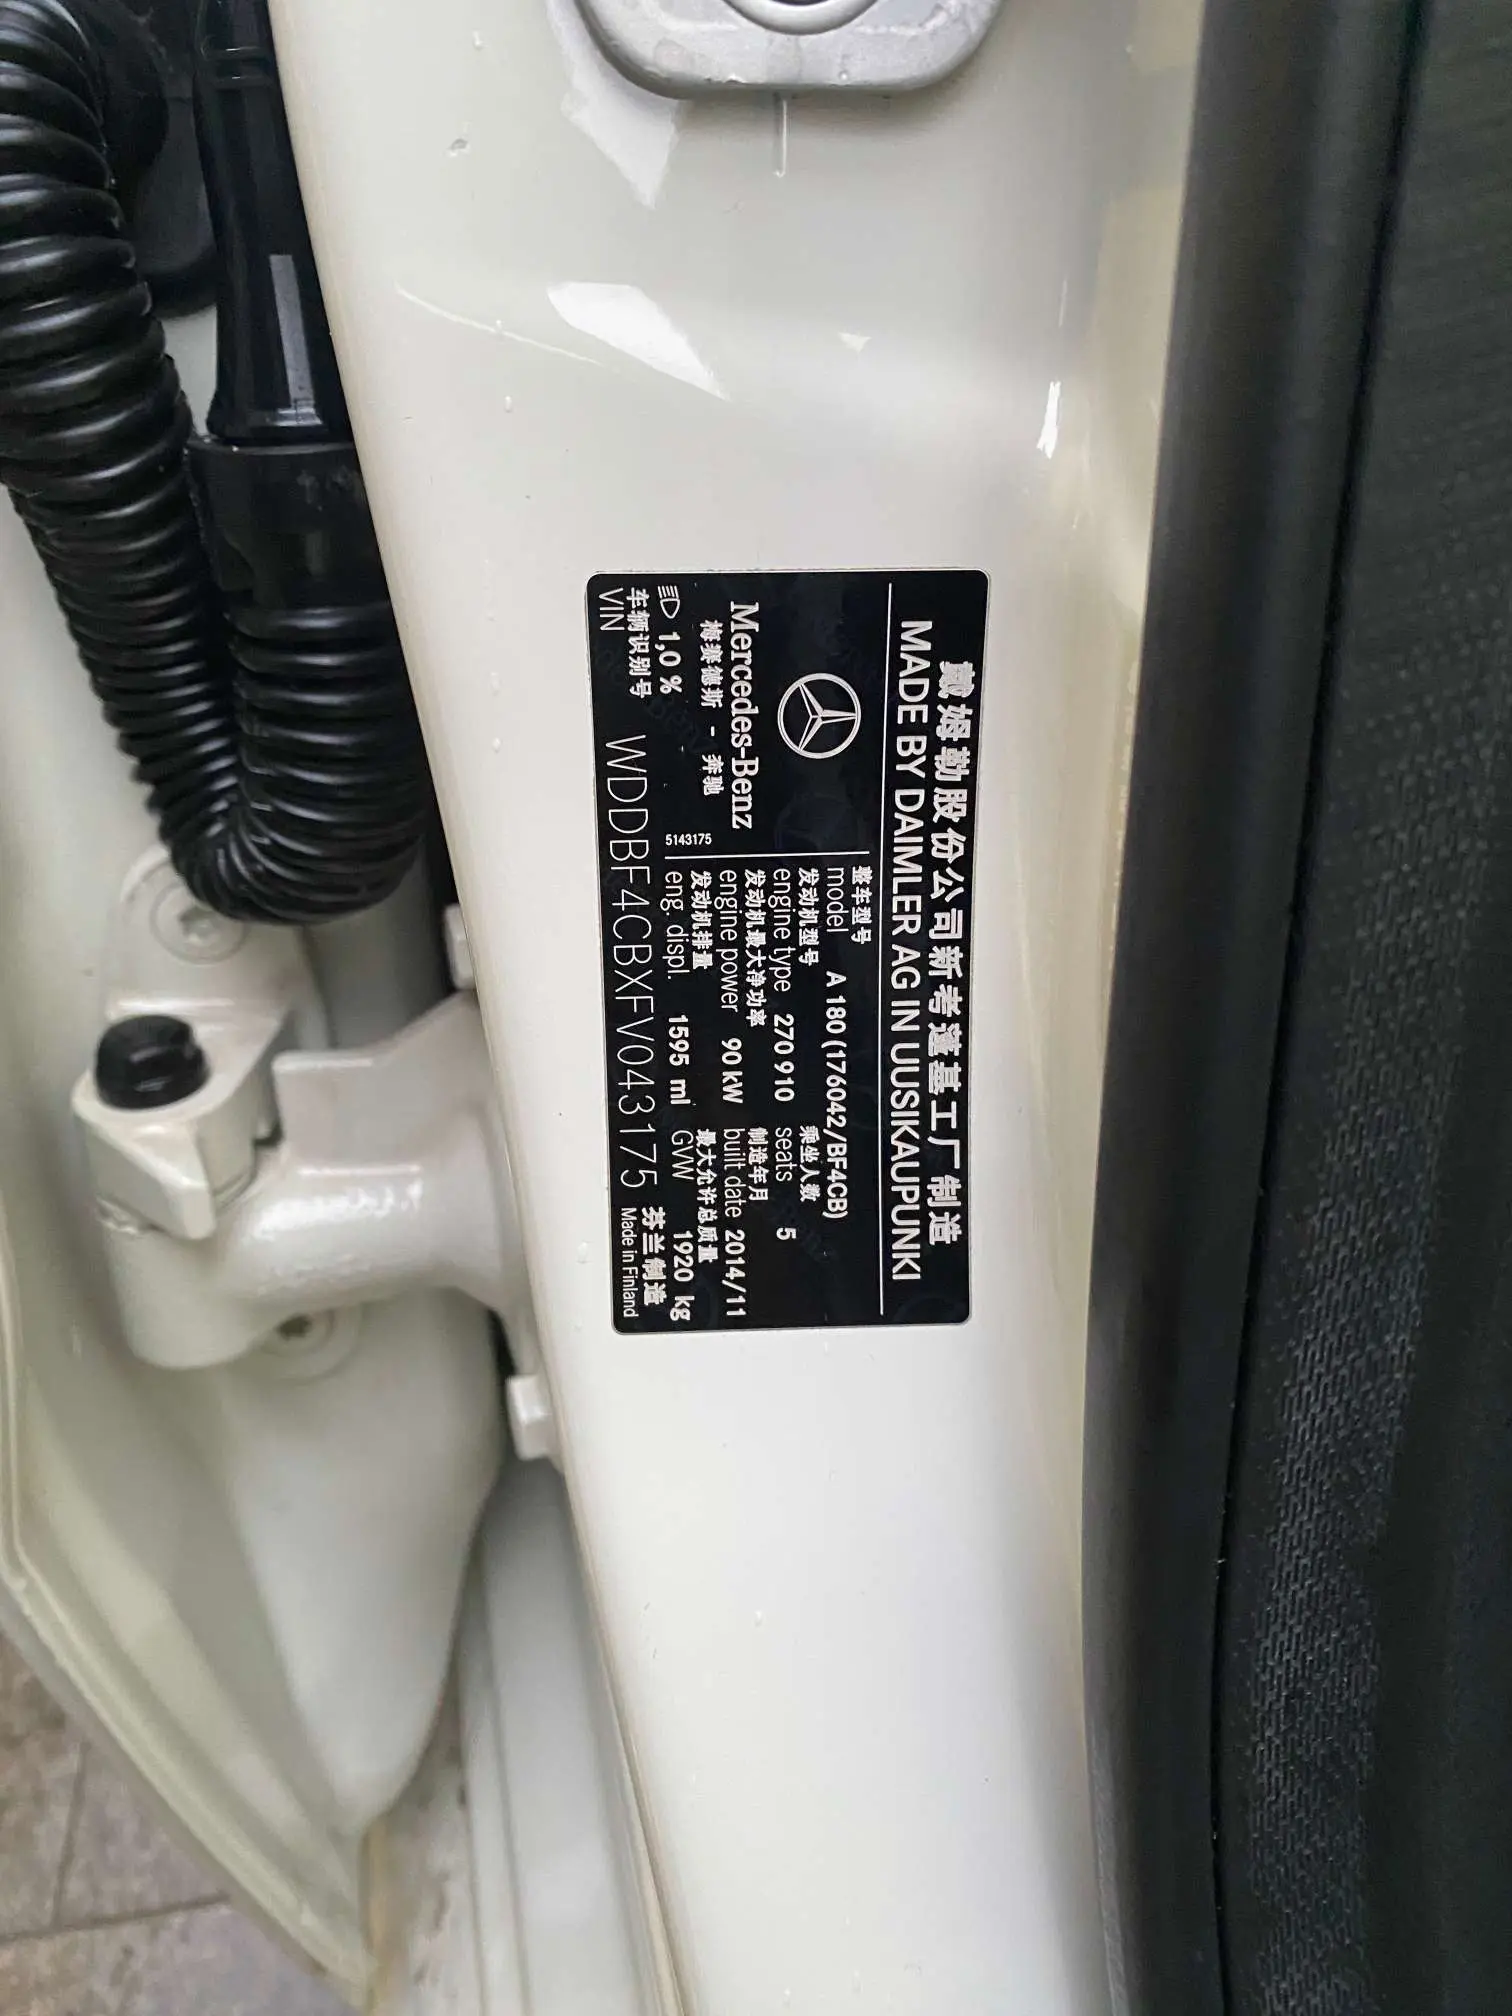 戴姆勒股份公司新考蓬基工厂制造
MADE BY DAIMLER AG IN UUSIKAUPUNKI
Mercedes-Benz
梅赛德斯 - 奔驰
1,0 %
5143175
整车型号
model A 180 (176042/BF4CB)
发动机型号 乘坐人数
engine type 270 910 seats 5
发动机最大净功率 制造年月
engine power 90 kW built date 2014/11
发动机排量 最大允许总质量
eng. displ. 1595 ml GVW 1920 kg
车辆识别号 芬兰制造
VIN WDDBF4CBXFV043175 Made in Finland